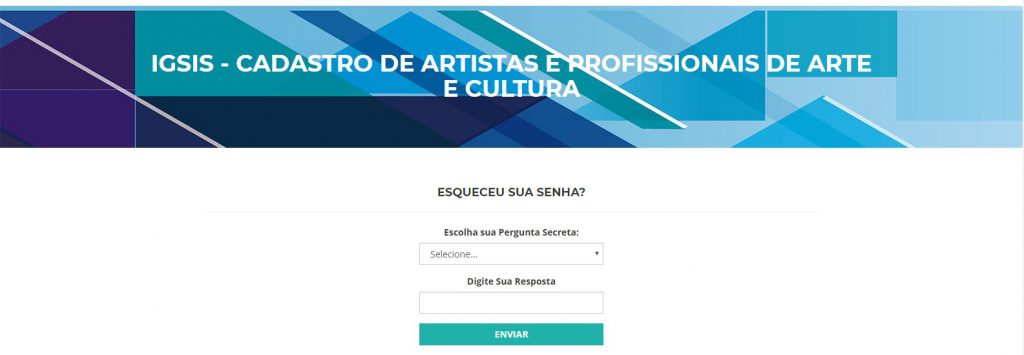 IGSIS - CADASTRO DE ARTISTAS E PROFISSIONAIS DE ARTE
E CULTURA
ESQUECEU SUA SENHA?
Escolha sua Pergunta Secreta:
Selecione...
Digite Sua Resposta
ENVIAR